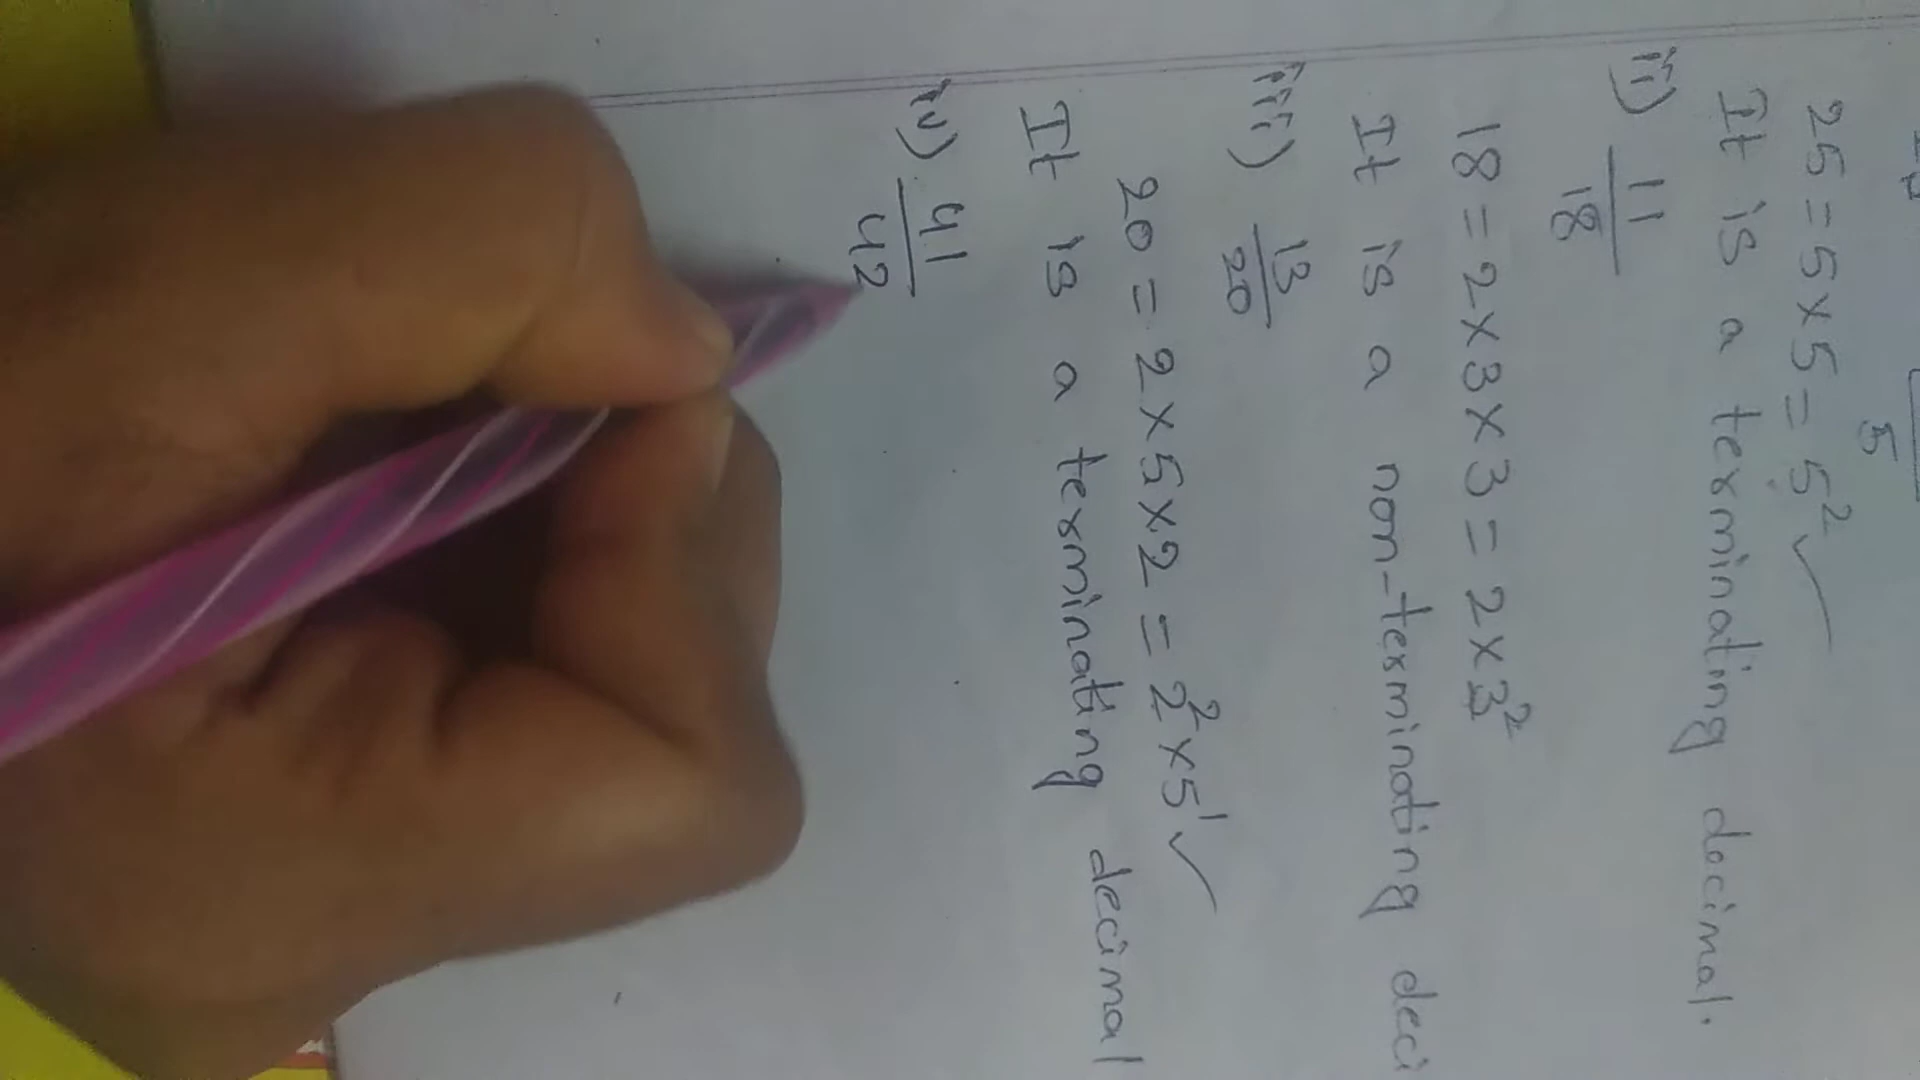 5
25 = 5 × 5 = 5² ✓
It is a terminating decimal.
ii) 11/18
18 = 2 × 3 × 3 = 2 × 3²
It is a non-terminating deci
iii) 13/20
20 = 2 × 5 × 2 = 2² × 5¹ ✓
It is a terminating decimal
iv) 41/42